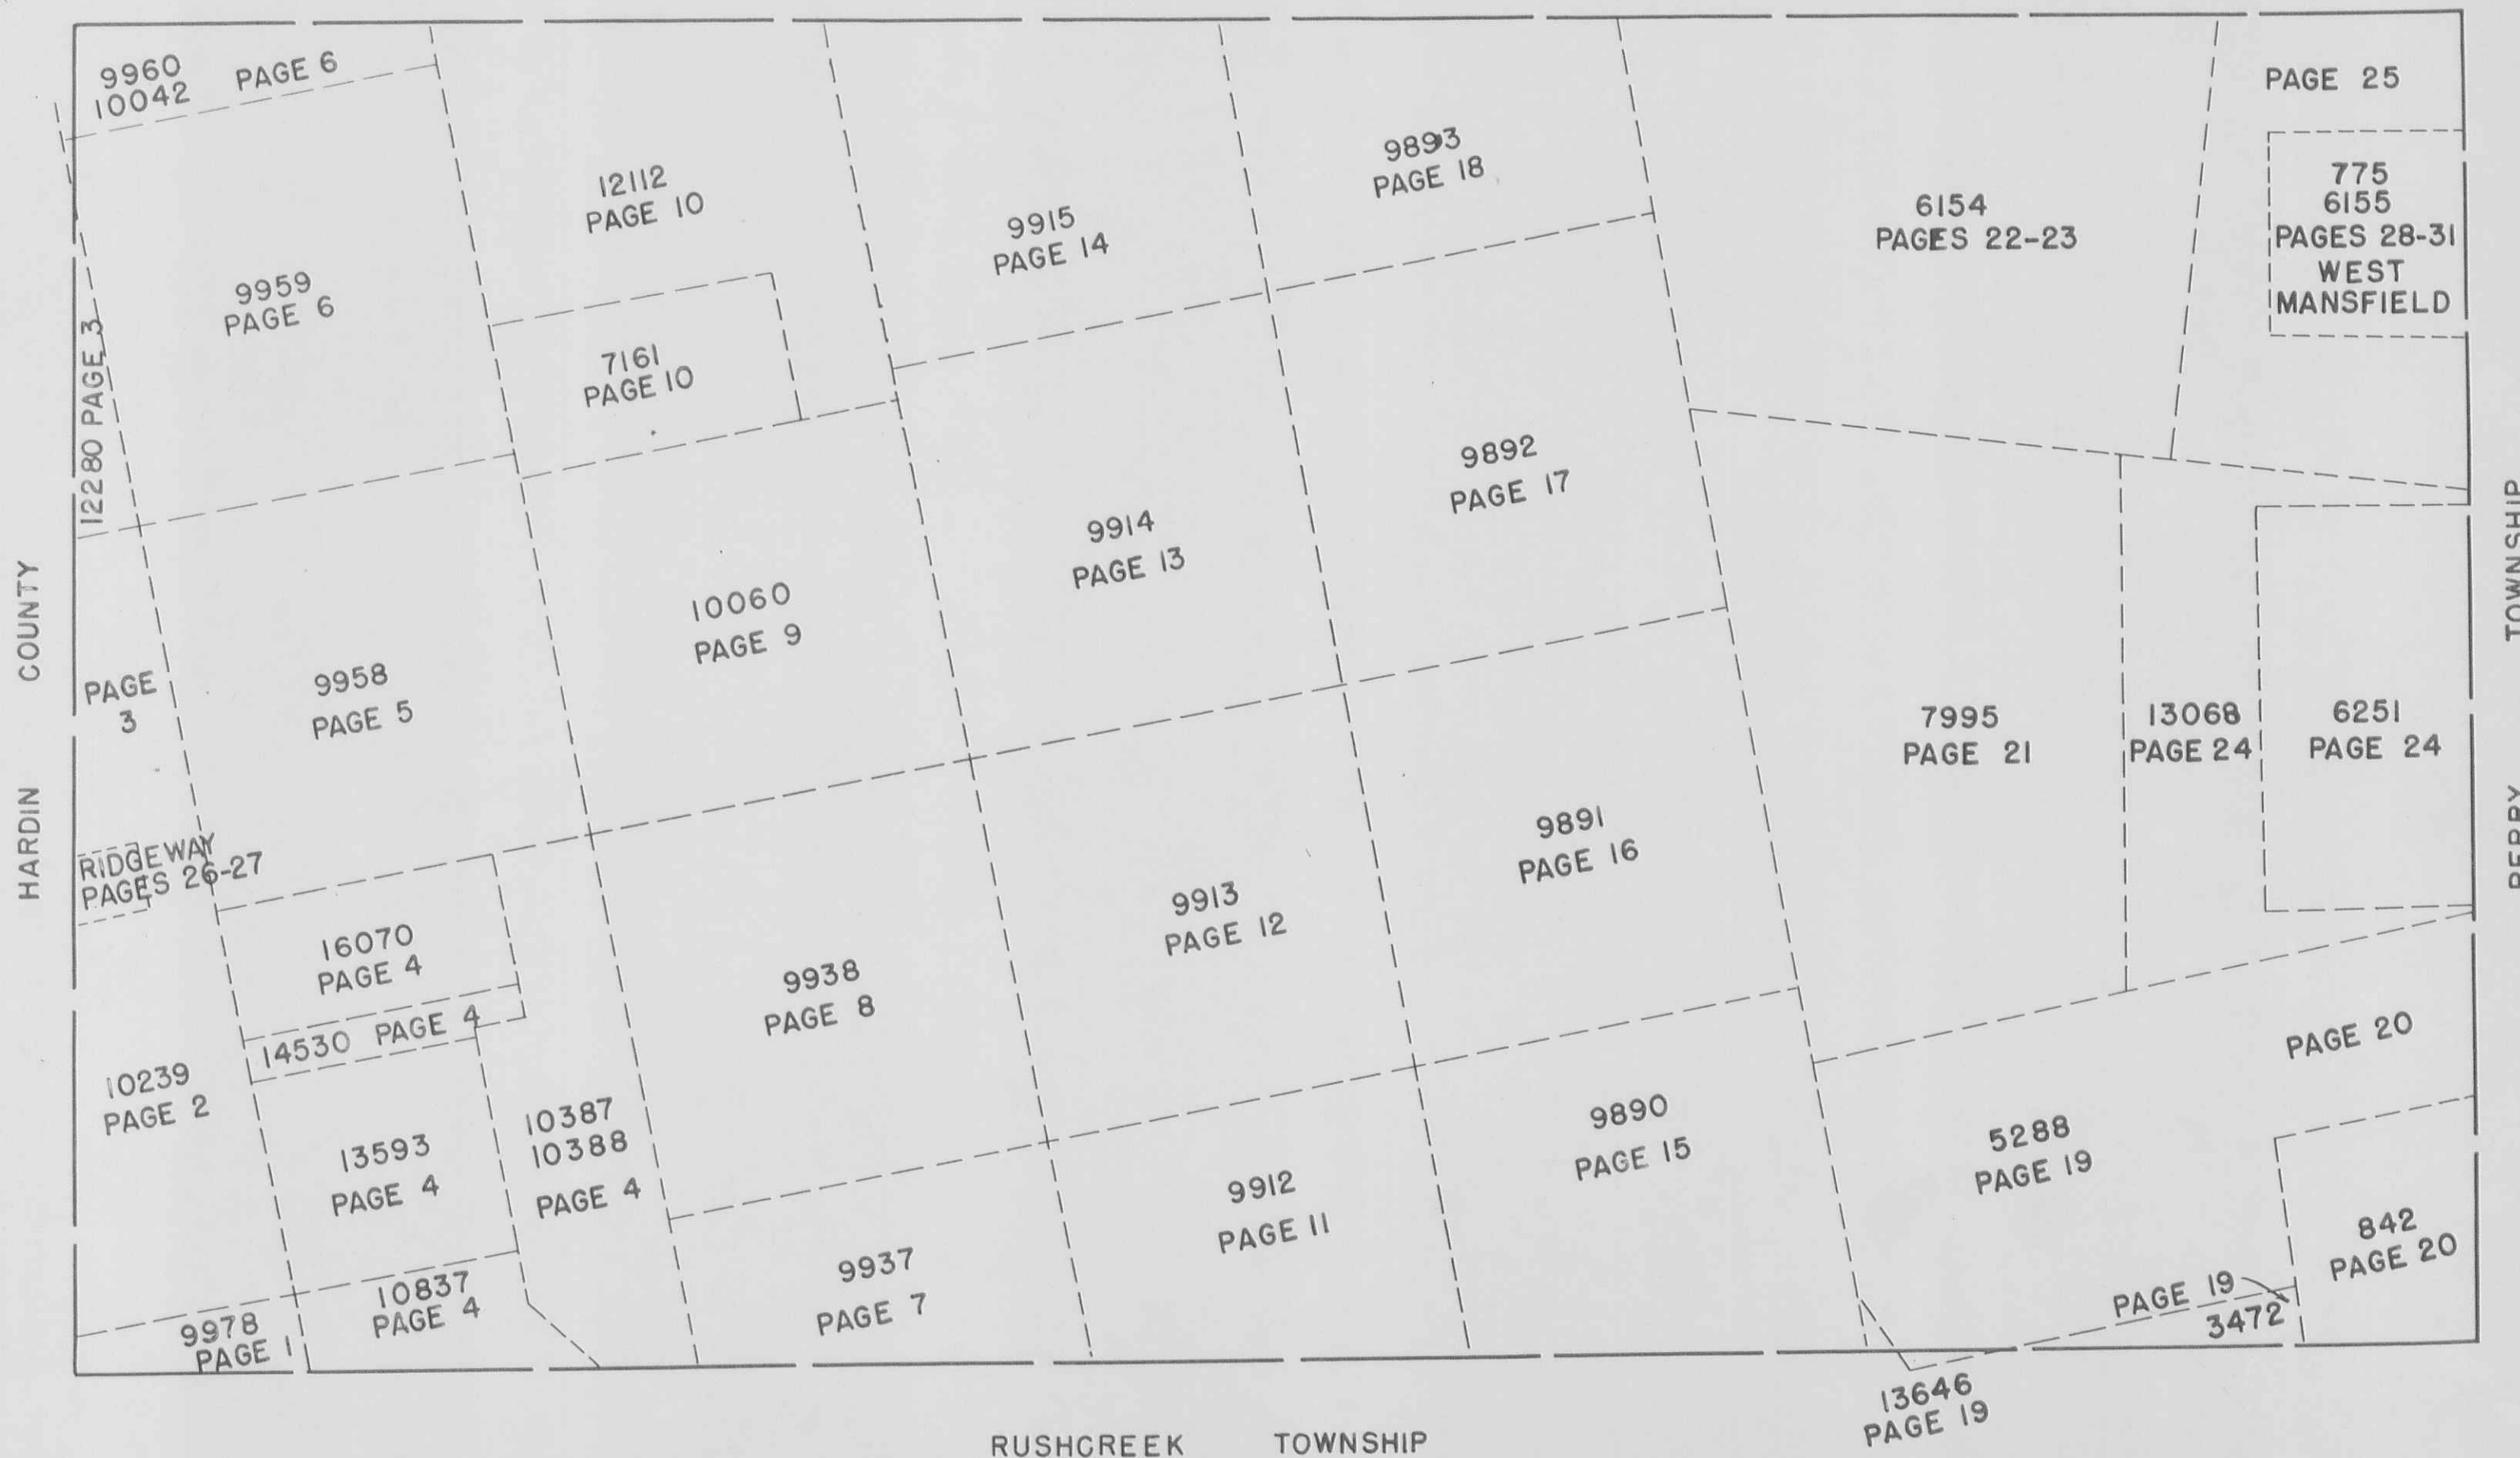 9960
10042
PAGE 6
9959
PAGE 6
12280 PAGE 3
12112
PAGE 10
7161
PAGE 10
9915
PAGE 14
9893
PAGE 18
6154
PAGES 22-23
PAGE 25
775
6155
PAGES 28-31
WEST
MANSFIELD
HARDIN COUNTY
PAGE
3
9958
PAGE 5
10060
PAGE 9
9914
PAGE 13
9892
PAGE 17
7995
PAGE 21
13068
PAGE 24
6251
PAGE 24
PERRY TOWNSHIP
RIDGEWAY
PAGES 26-27
16070
PAGE 4
14530 PAGE 4
10239
PAGE 2
13593
PAGE 4
10387
10388
PAGE 4
9938
PAGE 8
9913
PAGE 12
9891
PAGE 16
9890
PAGE 15
PAGE 20
5288
PAGE 19
842
PAGE 20
9978
PAGE 1
10837
PAGE 4
9937
PAGE 7
9912
PAGE 11
PAGE 19
3472
13646
PAGE 19
RUSHCREEK TOWNSHIP